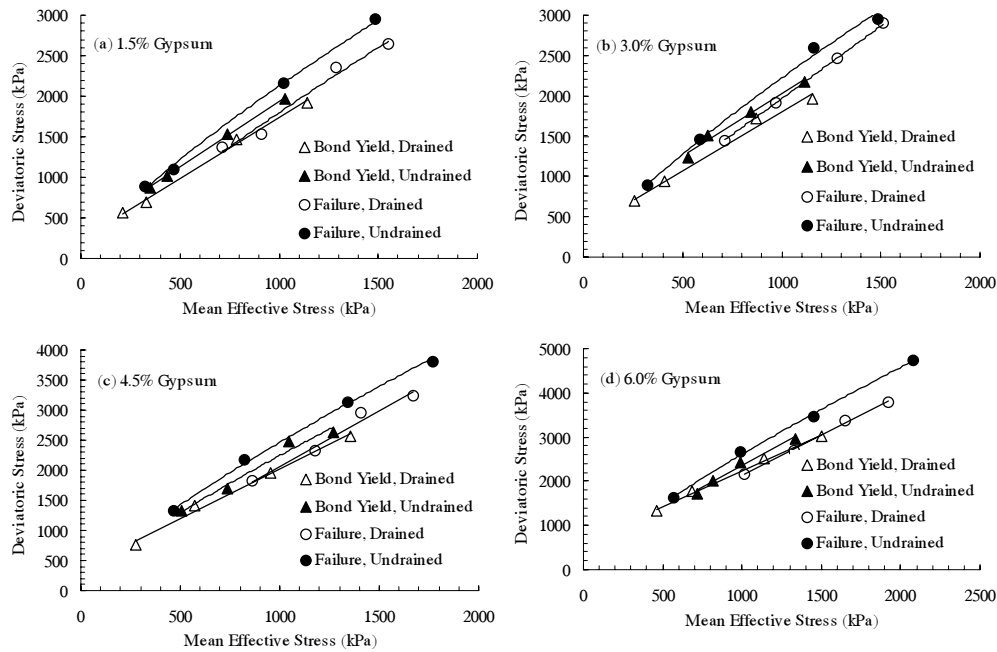 3000
2500
2000
1500
1000
500
0
Deviatoric Stress (kPa)
(a) 1.5% Gypsum
Bond Yield, Drained
Bond Yield, Undrained
Failure, Drained
Failure, Undrained
0 500 1000 1500 2000
Mean Effective Stress (kPa)
3000
2500
2000
1500
1000
500
0
Deviatoric Stress (kPa)
(b) 3.0% Gypsum
Bond Yield, Drained
Bond Yield, Undrained
Failure, Drained
Failure, Undrained
0 500 1000 1500 2000
Mean Effective Stress (kPa)
4000
3500
3000
2500
2000
1500
1000
500
0
Deviatoric Stress (kPa)
(c) 4.5% Gypsum
Bond Yield, Drained
Bond Yield, Undrained
Failure, Drained
Failure, Undrained
0 500 1000 1500 2000
Mean Effective Stress (kPa)
5000
4000
3000
2000
1000
0
Deviatoric Stress (kPa)
(d) 6.0% Gypsum
Bond Yield, Drained
Bond Yield, Undrained
Failure, Drained
Failure, Undrained
0 500 1000 1500 2000 2500
Mean Effective Stress (kPa)